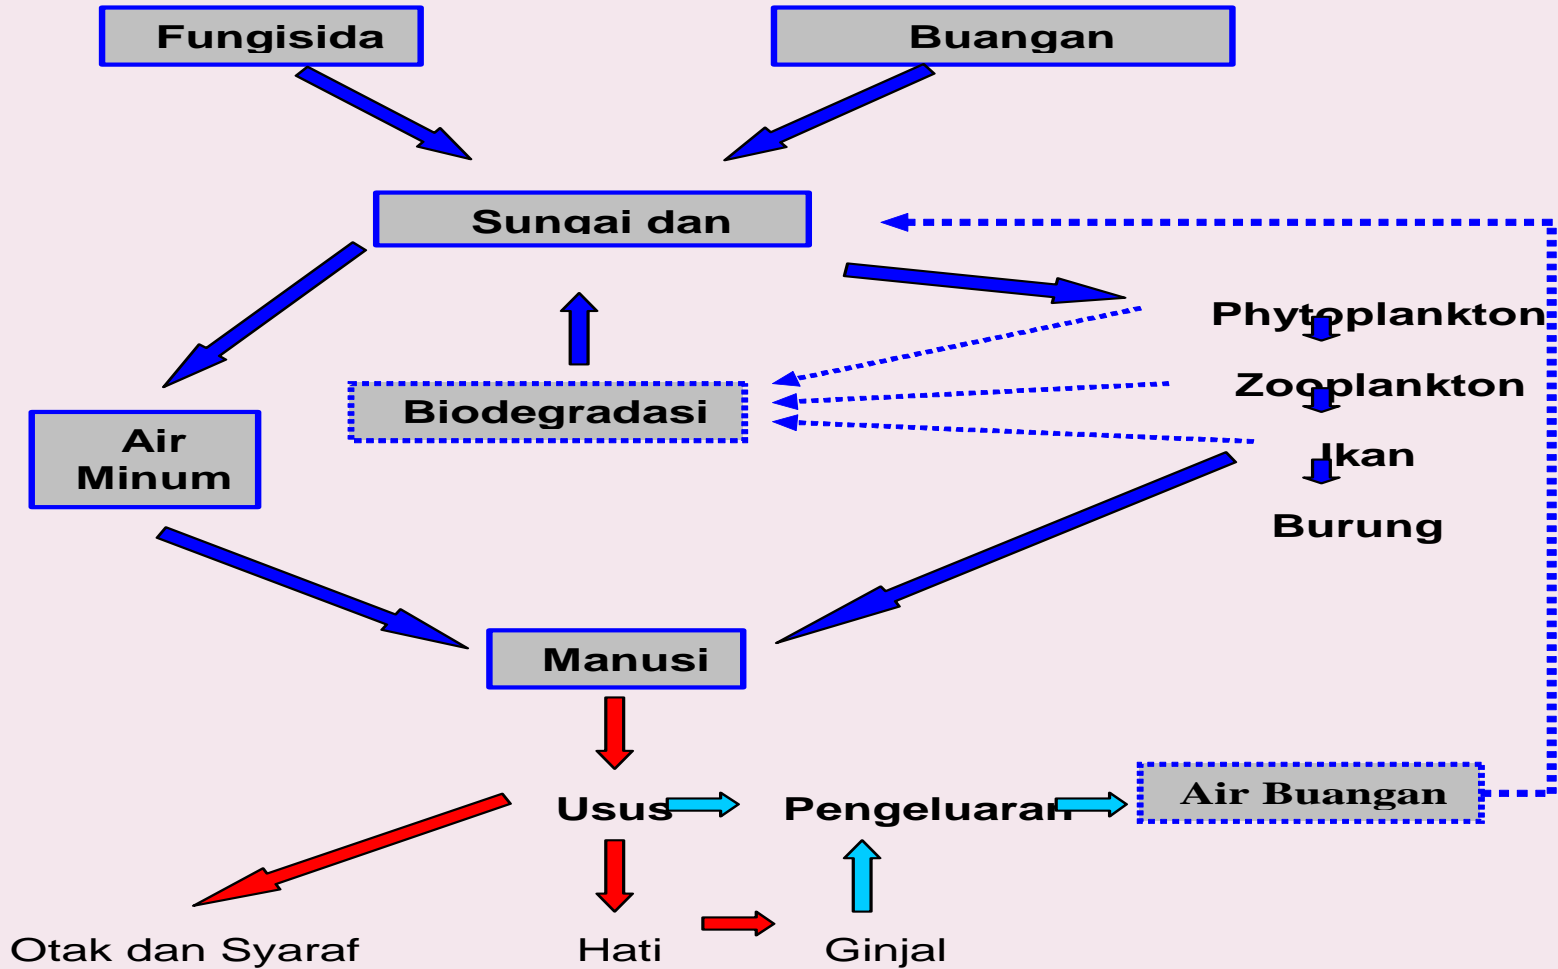 Fungisida
Buangan
Sungai dan
Phytoplankton
Zooplankton
Biodegradasi
Air
Minum
Ikan
Burung
Manusi
Usus
Pengeluaran
Air Buangan
Otak dan Syaraf
Hati
Ginjal